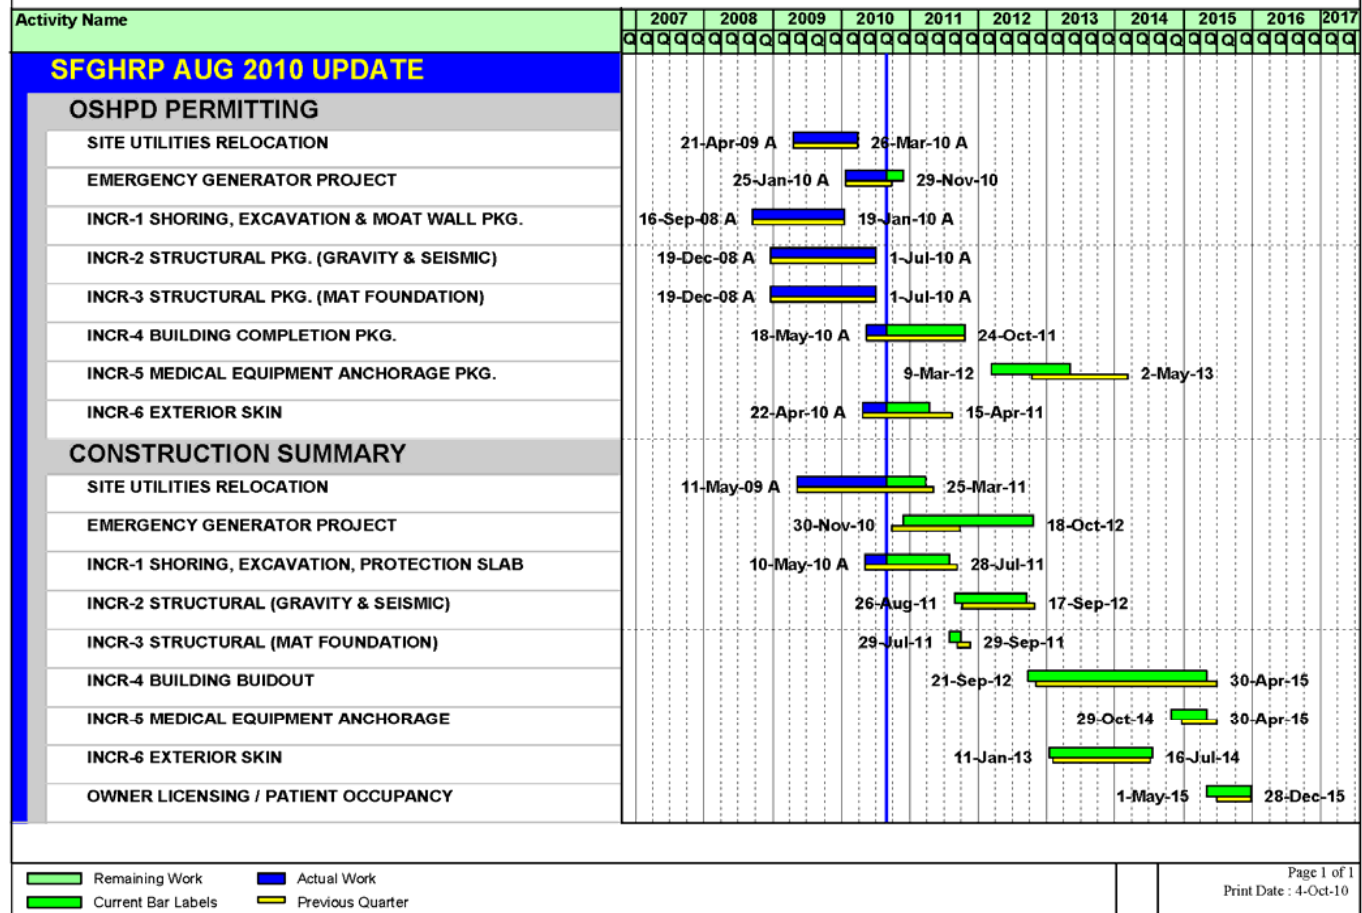 Activity Name 2007 2008 2009 2010 2011 2012 2013 2014 2015 2016 2017
Q Q Q Q Q Q Q Q Q Q Q Q Q Q Q Q Q Q Q Q Q Q Q Q Q Q Q Q Q Q Q Q Q Q Q Q Q Q Q Q Q Q Q
SFGHRP AUG 2010 UPDATE
OSHPD PERMITTING
SITE UTILITIES RELOCATION 21-Apr-09 A 26-Mar-10 A
EMERGENCY GENERATOR PROJECT 25-Jan-10 A 29-Nov-10
INCR-1 SHORING, EXCAVATION & MOAT WALL PKG. 16-Sep-08 A 19-Jan-10 A
INCR-2 STRUCTURAL PKG. (GRAVITY & SEISMIC) 19-Dec-08 A 1-Jul-10 A
INCR-3 STRUCTURAL PKG. (MAT FOUNDATION) 19-Dec-08 A 1-Jul-10 A
INCR-4 BUILDING COMPLETION PKG. 18-May-10 A 24-Oct-11
INCR-5 MEDICAL EQUIPMENT ANCHORAGE PKG. 9-Mar-12 2-May-13
INCR-6 EXTERIOR SKIN 22-Apr-10 A 15-Apr-11
CONSTRUCTION SUMMARY
SITE UTILITIES RELOCATION 11-May-09 A 25-Mar-11
EMERGENCY GENERATOR PROJECT 30-Nov-10 18-Oct-12
INCR-1 SHORING, EXCAVATION, PROTECTION SLAB 10-May-10 A 28-Jul-11
INCR-2 STRUCTURAL (GRAVITY & SEISMIC) 26-Aug-11 17-Sep-12
INCR-3 STRUCTURAL (MAT FOUNDATION) 29-Jul-11 29-Sep-11
INCR-4 BUILDING BUIDOUT 21-Sep-12 30-Apr-15
INCR-5 MEDICAL EQUIPMENT ANCHORAGE 29-Oct-14 30-Apr-15
INCR-6 EXTERIOR SKIN 11-Jan-13 16-Jul-14
OWNER LICENSING / PATIENT OCCUPANCY 1-May-15 28-Dec-15
Remaining Work Actual Work
Current Bar Labels Previous Quarter
Page 1 of 1
Print Date : 4-Oct-10